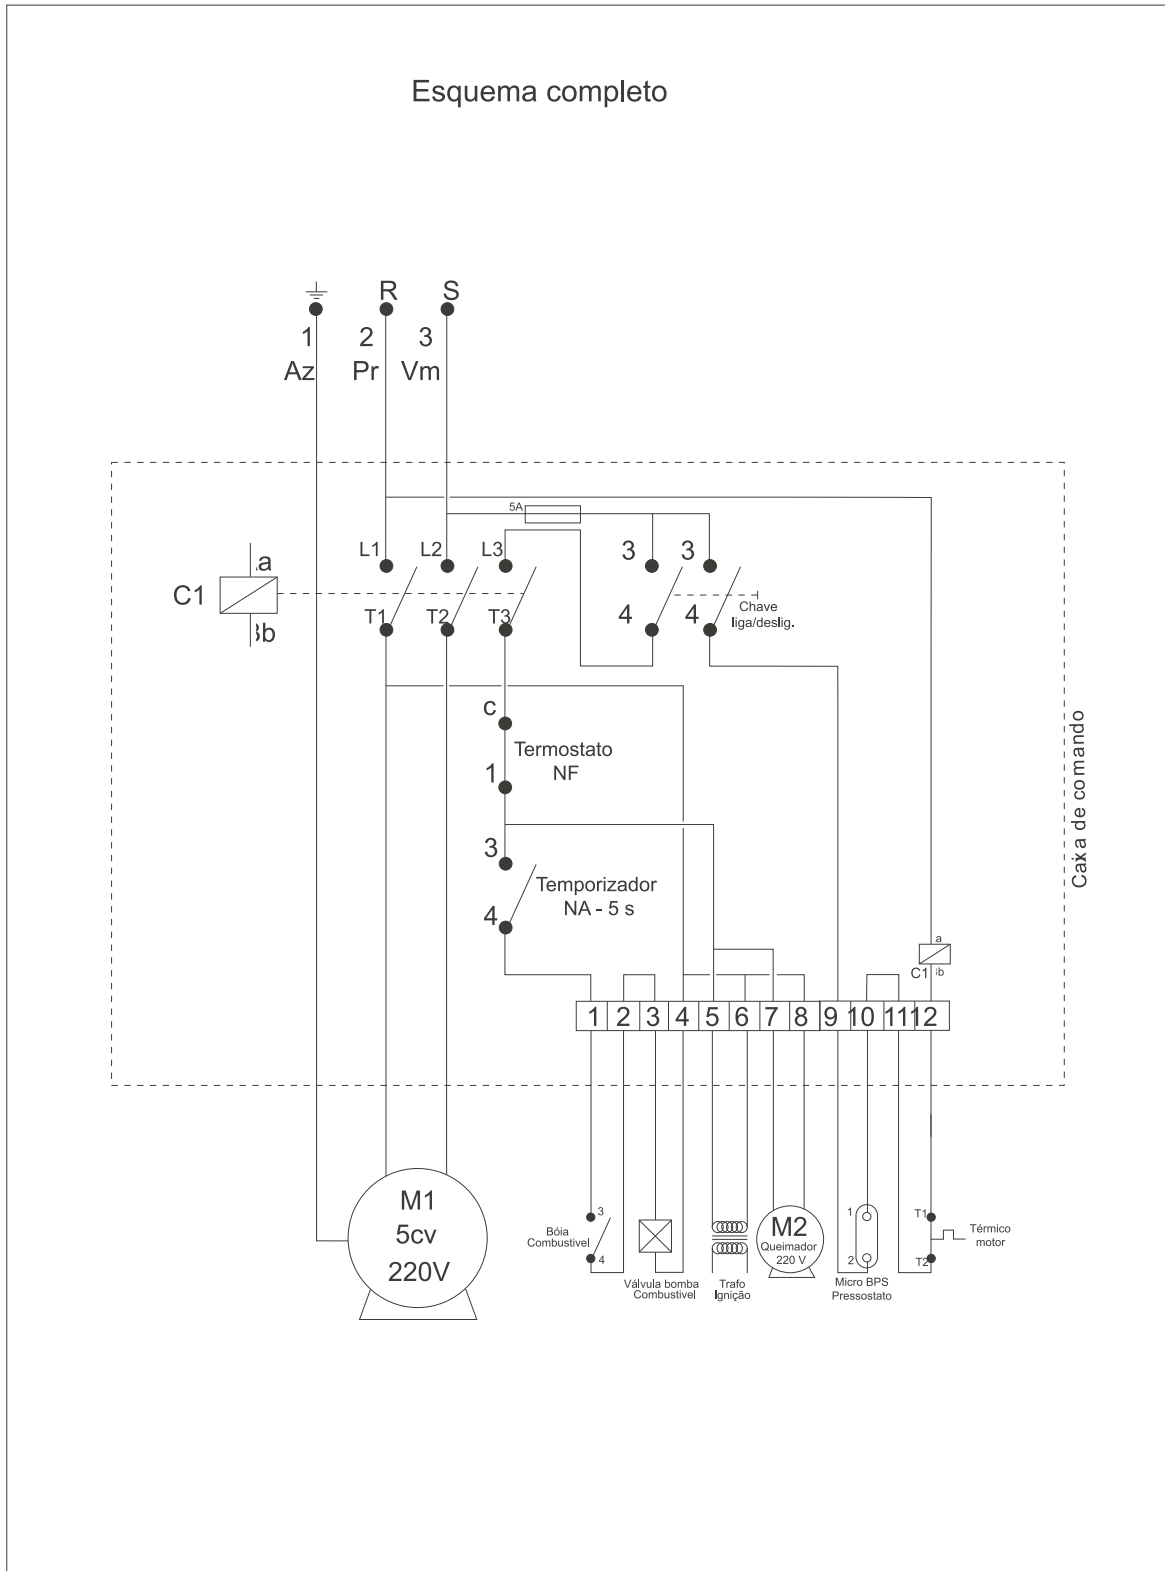 Esquema completo
R S
1 2 3
Az Pr Vm
5A
L1 L2 L3 3 3
a
C1
b
T1 T2 T3 4 4
Chave
liga/deslig.
c
Termostato
NF
1
3
Temporizador
NA - 5 s
4
Caixa de comando
a
C1 b
1 2 3 4 5 6 7 8 9 10 11 12
M1
5cv
220V
3
Bóia
Combustivel
4
Válvula bomba
Combustivel
Trafo
Ignição
M2
Queimador
220 V
1
2
Micro BPS
Pressostato
T1
Térmico
motor
T2